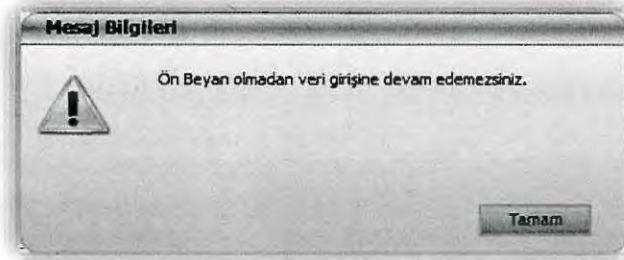 Mesaj Bilgileri
Ön Beyan olmadan veri girişine devam edemezsiniz.
Tamam